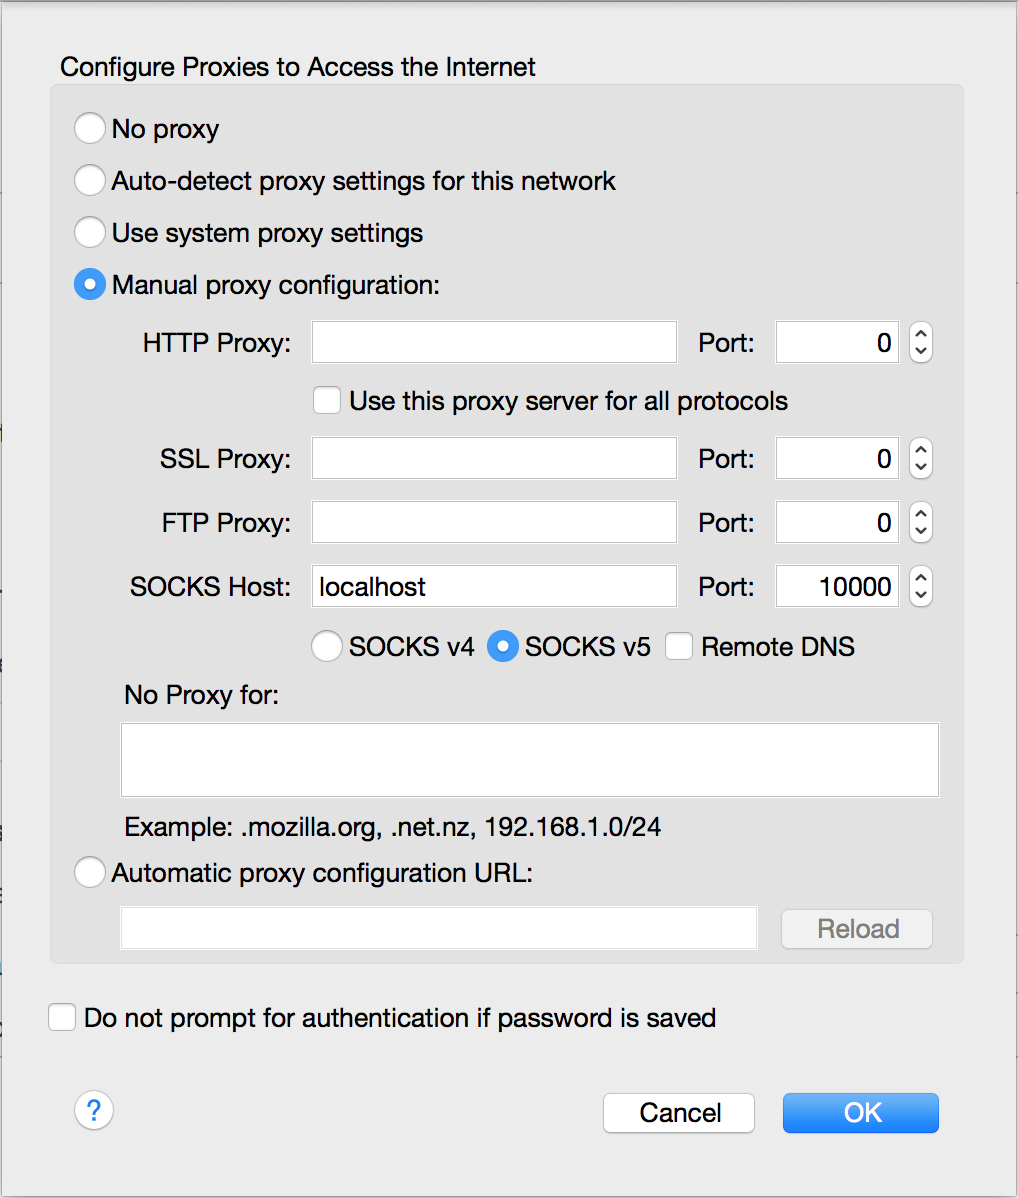 Configure Proxies to Access the Internet
No proxy
Auto-detect proxy settings for this network
Use system proxy settings
Manual proxy configuration:
HTTP Proxy: Port: 0
Use this proxy server for all protocols
SSL Proxy: Port: 0
FTP Proxy: Port: 0
SOCKS Host: localhost Port: 10000
SOCKS v4 SOCKS v5 Remote DNS
No Proxy for:
Example: .mozilla.org, .net.nz, 192.168.1.0/24
Automatic proxy configuration URL:
Reload
Do not prompt for authentication if password is saved
? Cancel OK